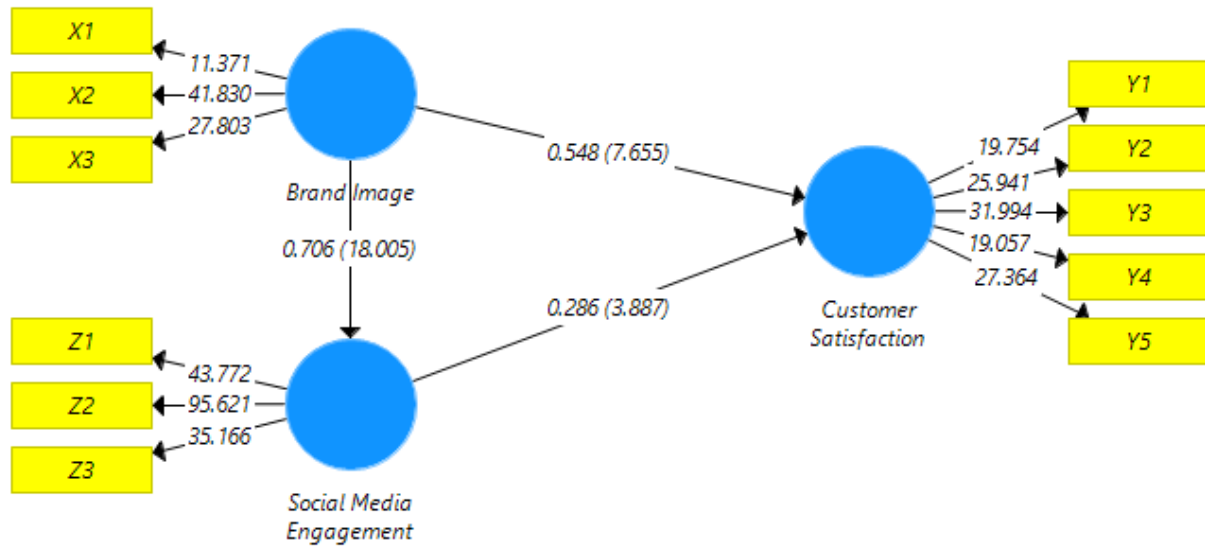 X1
X2
X3
11.371
41.830
27.803
Brand Image
0.548 (7.655)
0.706 (18.005)
Y1
Y2
Y3
Y4
Y5
19.754
25.941
31.994
19.057
27.364
Customer
Satisfaction
0.286 (3.887)
Z1
Z2
Z3
43.772
95.621
35.166
Social Media
Engagement